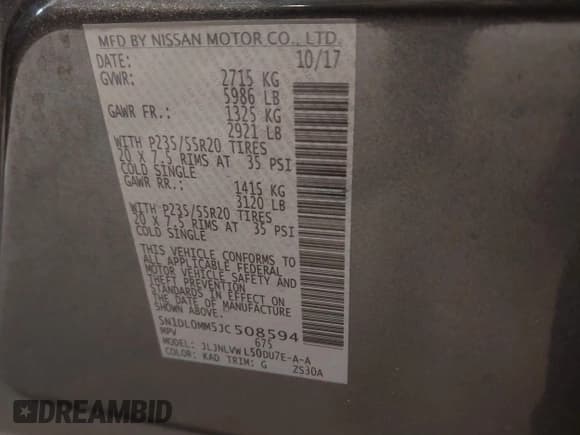 MFD BY NISSAN MOTOR CO., LTD.
DATE: 10/17
GVWR: 2715 KG
5986 LB
GAWR FR.: 1325 KG
2921 LB
WITH P235/55R20 TIRES
20 X 7.5 RIMS AT 35 PSI
COLD SINGLE
GAWR RR.: 1415 KG
3120 LB
WITH P235/55R20 TIRES
20 X 7.5 RIMS AT 35 PSI
COLD SINGLE
THIS VEHICLE CONFORMS TO
ALL APPLICABLE FEDERAL
MOTOR VEHICLE SAFETY AND
THEFT PREVENTION
STANDARDS IN EFFECT ON
THE DATE OF MANUFACTURE
SHOWN ABOVE.
5N1DL0MM5JC508594
MPV 675
MODEL: JLJNLVWL50DU7E-A-A
COLOR: KAD TRIM: G ZS30A
DREAMBID